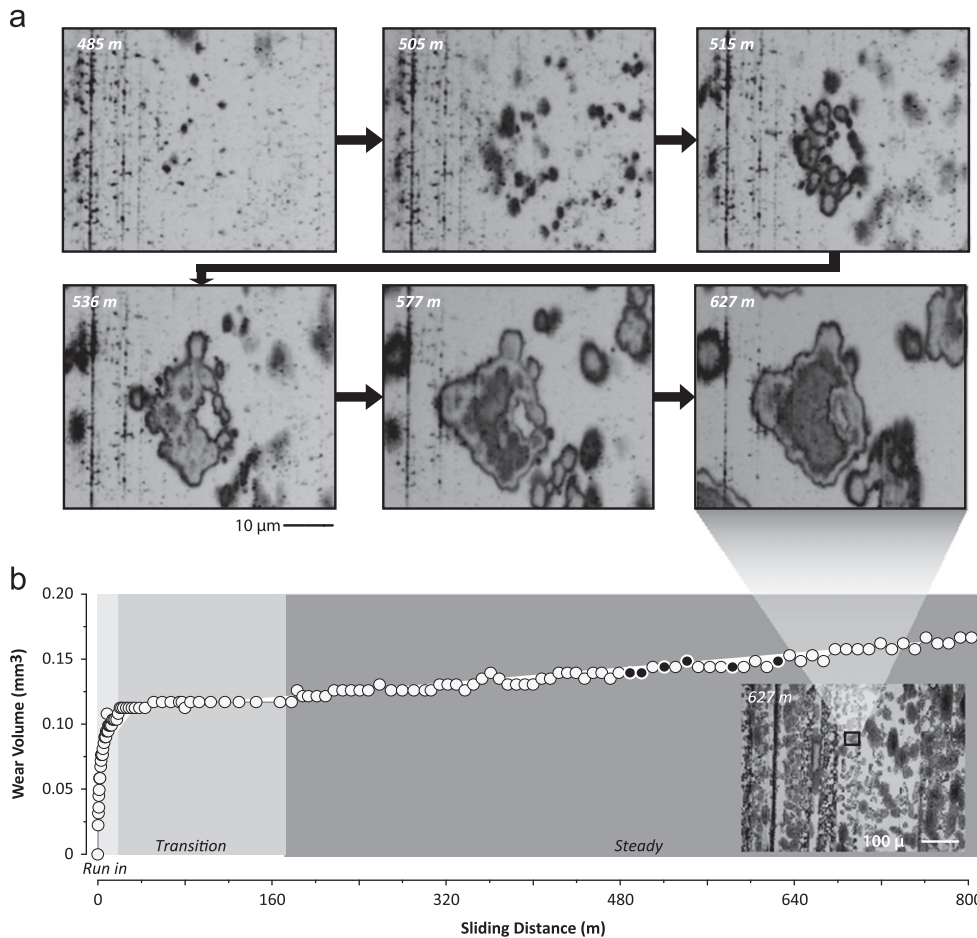 a
485 m
505 m
515 m
536 m
577 m
627 m
10 µm
b
0.20
0.15
0.10
0.05
0
Wear Volume (mm3)
627 m
100 µ
Run in
Transition
Steady
0
160
320
480
640
800
Sliding Distance (m)